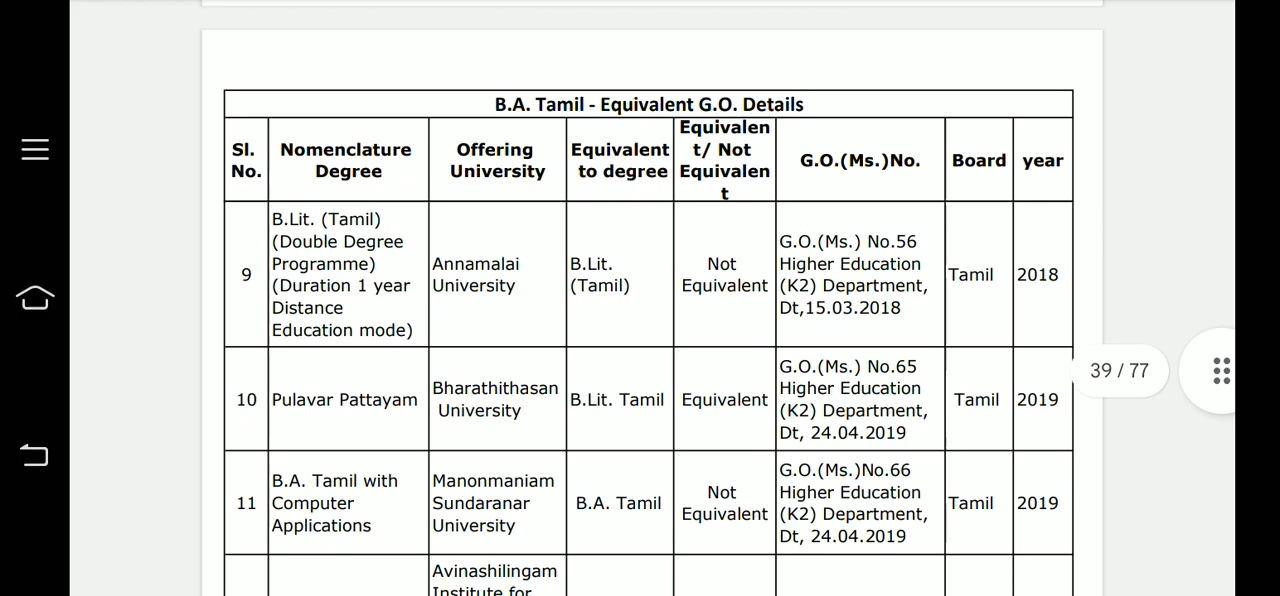 B.A. Tamil - Equivalent G.O. Details
Sl. No.
Nomenclature Degree
Offering University
Equivalent to degree
Equivalen t/ Not Equivalen t
G.O.(Ms.)No.
Board
year
9
B.Lit. (Tamil)
(Double Degree
Programme)
(Duration 1 year
Distance
Education mode)
Annamalai
University
B.Lit.
(Tamil)
Not
Equivalent
G.O.(Ms.) No.56
Higher Education
(K2) Department,
Dt,15.03.2018
Tamil
2018
10
Pulavar Pattayam
Bharathithasan
University
B.Lit. Tamil
Equivalent
G.O.(Ms.) No.65
Higher Education
(K2) Department,
Dt, 24.04.2019
Tamil
2019
11
B.A. Tamil with
Computer
Applications
Manonmaniam
Sundaranar
University
B.A. Tamil
Not
Equivalent
G.O.(Ms.)No.66
Higher Education
(K2) Department,
Dt, 24.04.2019
Tamil
2019
Avinashilingam
Institute for
39 / 77